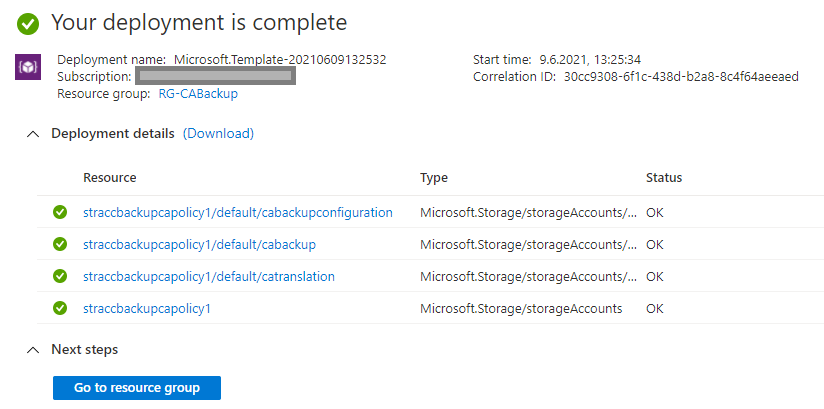 Your deployment is complete
Deployment name: Microsoft.Template-20210609132532
Start time: 9.6.2021, 13:25:34
Subscription:
Correlation ID: 30cc9308-6f1c-438d-b2a8-8c4f64aeeaed
Resource group: RG-CABackup
Deployment details (Download)
Resource Type Status
straccbackupcapolicy1/default/cabackupconfiguration Microsoft.Storage/storageAccounts/... OK
straccbackupcapolicy1/default/cabackup Microsoft.Storage/storageAccounts/... OK
straccbackupcapolicy1/default/catranslation Microsoft.Storage/storageAccounts/... OK
straccbackupcapolicy1 Microsoft.Storage/storageAccounts OK
Next steps
Go to resource group